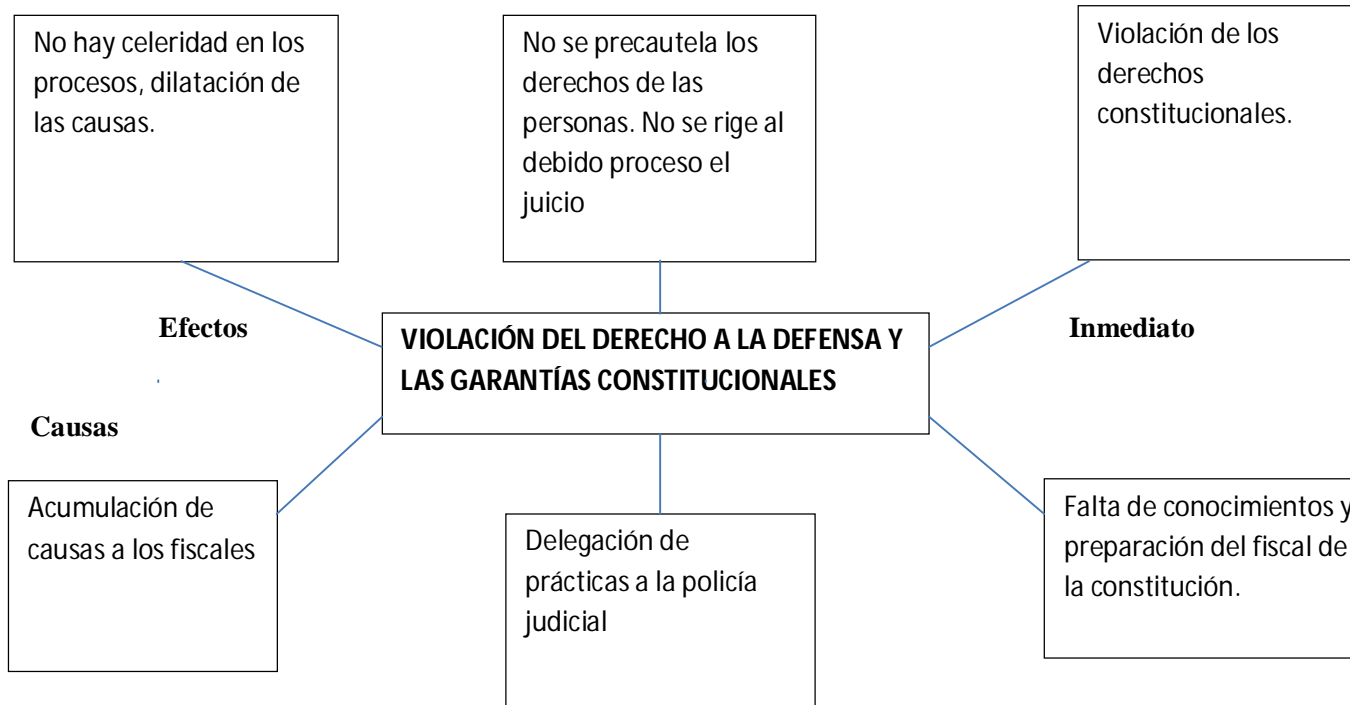 No hay celeridad en los
procesos, dilatación de
las causas.
No se precautela los
derechos de las
personas. No se rige al
debido proceso el
juicio
Violación de los
derechos
constitucionales.
Efectos
VIOLACIÓN DEL DERECHO A LA DEFENSA Y
LAS GARANTÍAS CONSTITUCIONALES
Inmediato
Causas
Acumulación de
causas a los fiscales
Delegación de
prácticas a la policía
judicial
Falta de conocimientos y
preparación del fiscal de
la constitución.